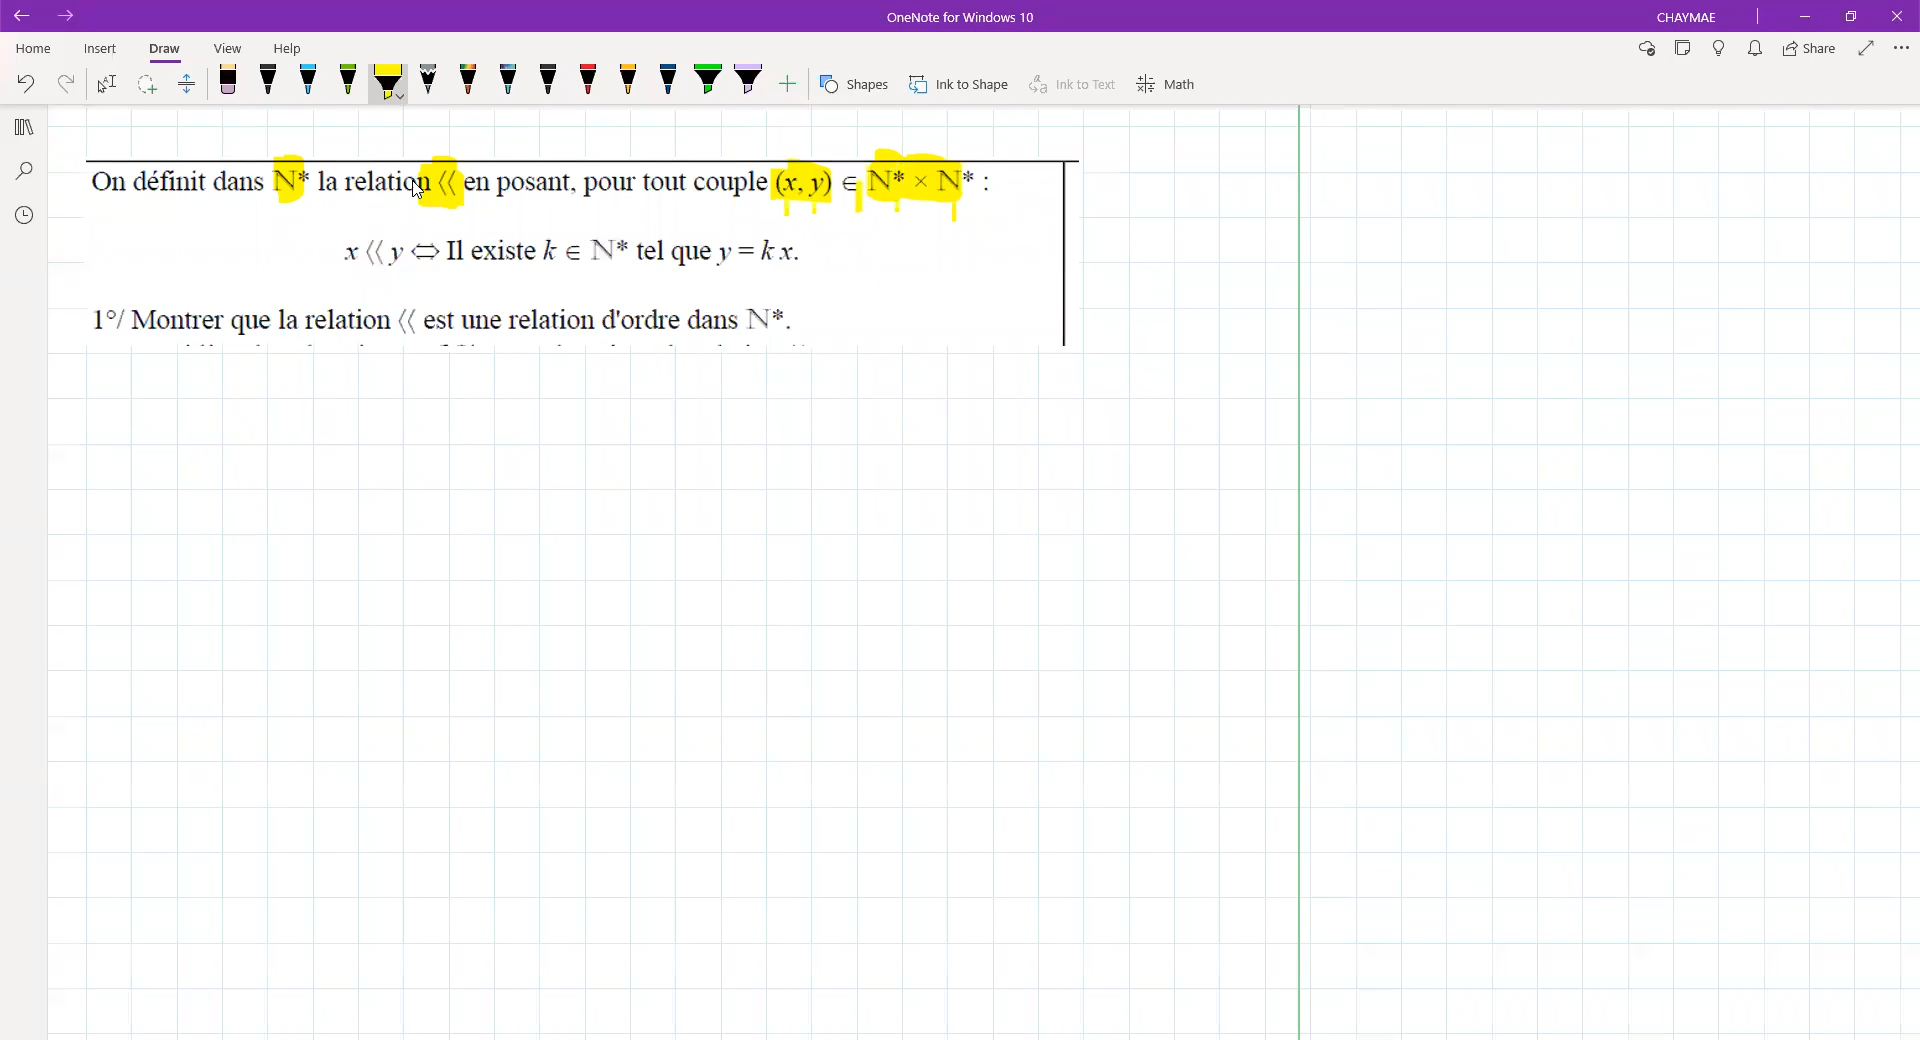 OneNote for Windows 10
CHAYMAE
Home Insert Draw View Help
Share
Shapes Ink to Shape Ink to Text Math
On définit dans ℕ* la relation ⟨⟨ en posant, pour tout couple (x, y) ∈ ℕ* × ℕ* :
x ⟨⟨ y ⇔ Il existe k ∈ ℕ* tel que y = k x.
1°/ Montrer que la relation ⟨⟨ est une relation d'ordre dans ℕ*.